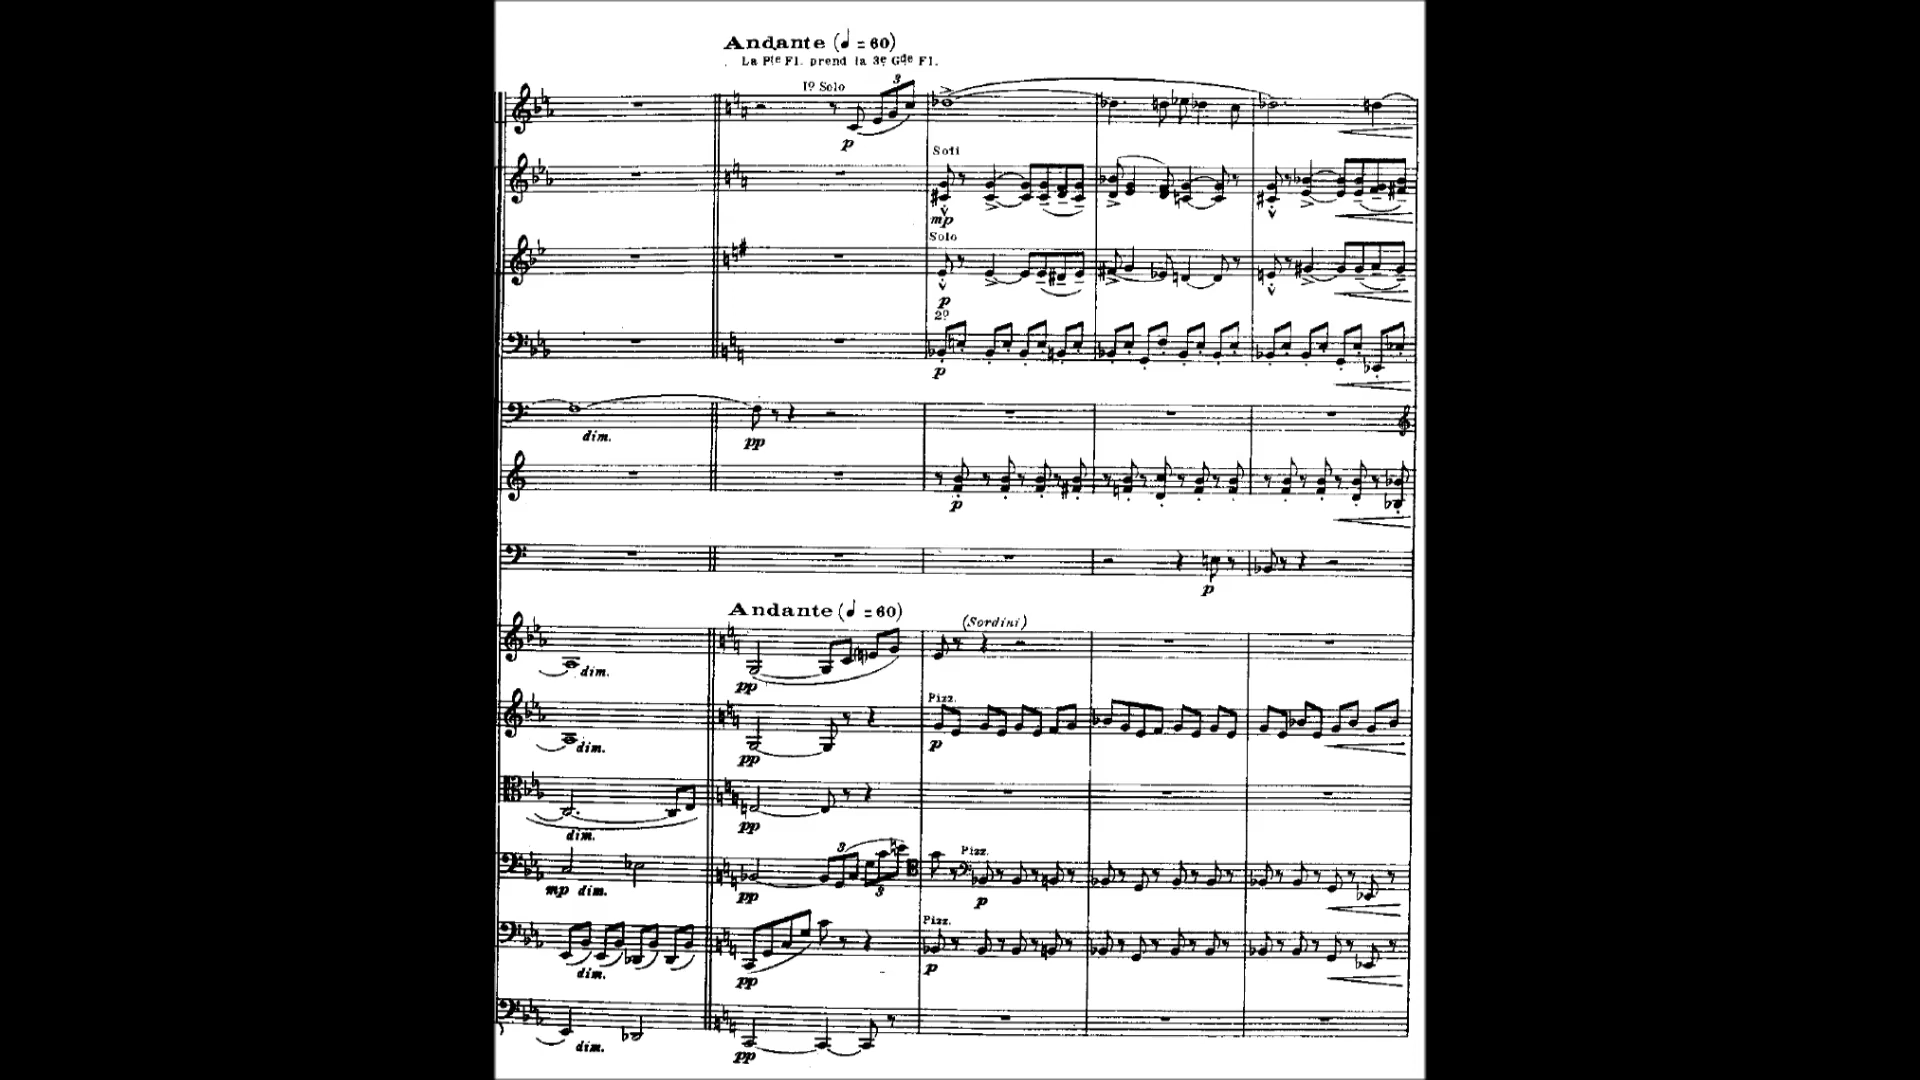 Andante (♩ = 60)
La Pte Fl. prend la 3e Gde Fl.
1º Solo
3
p
Soli
mp
Solo
p
2º
p
dim.
pp
p
p
Andante (♩ = 60)
(Sordini)
dim.
pp
Pizz.
dim.
pp
p
dim.
pp
3
Pizz.
mp dim.
pp
3
p
Pizz.
dim.
pp
p
dim.
pp